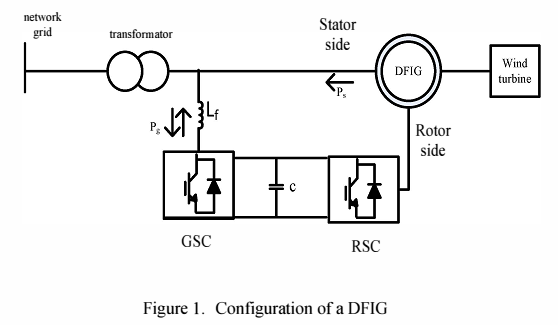 network
grid
transformator
Stator
side
DFIG
Wind
turbine
Ps
Pg
Lf
Rotor
side
c
GSC
RSC
Figure 1. Configuration of a DFIG